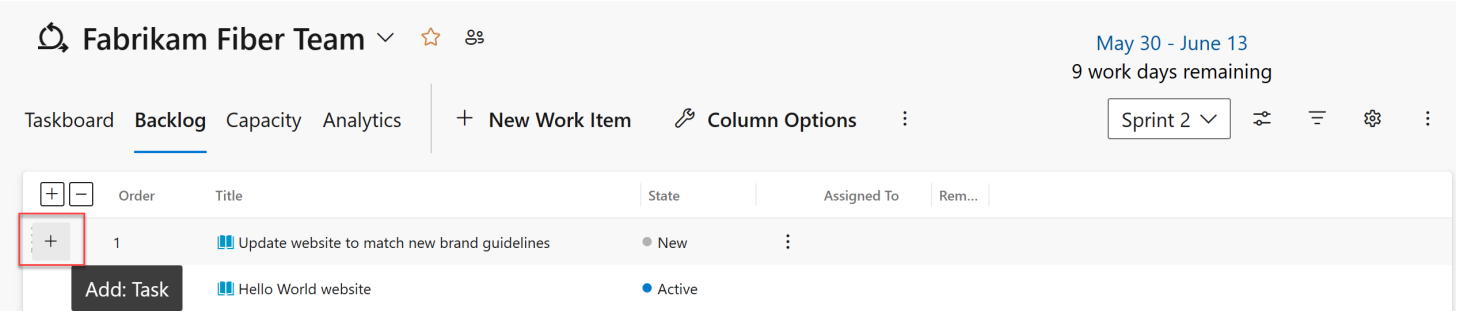 Fabrikam Fiber Team
May 30 - June 13
9 work days remaining
Taskboard Backlog Capacity Analytics + New Work Item Column Options Sprint 2
Order Title State Assigned To Rem...
1 Update website to match new brand guidelines New
Add: Task Hello World website Active